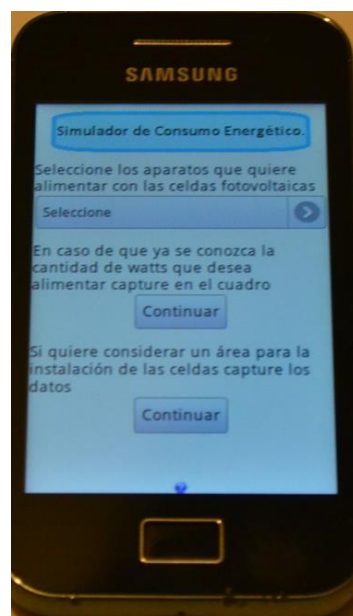 SAMSUNG
Simulador de Consumo Energético.
Seleccione los aparatos que quiere
alimentar con las celdas fotovoltaicas
Seleccione
En caso de que ya se conozca la
cantidad de watts que desea
alimentar capture en el cuadro
Continuar
Si quiere considerar un área para la
instalación de las celdas capture los
datos
Continuar